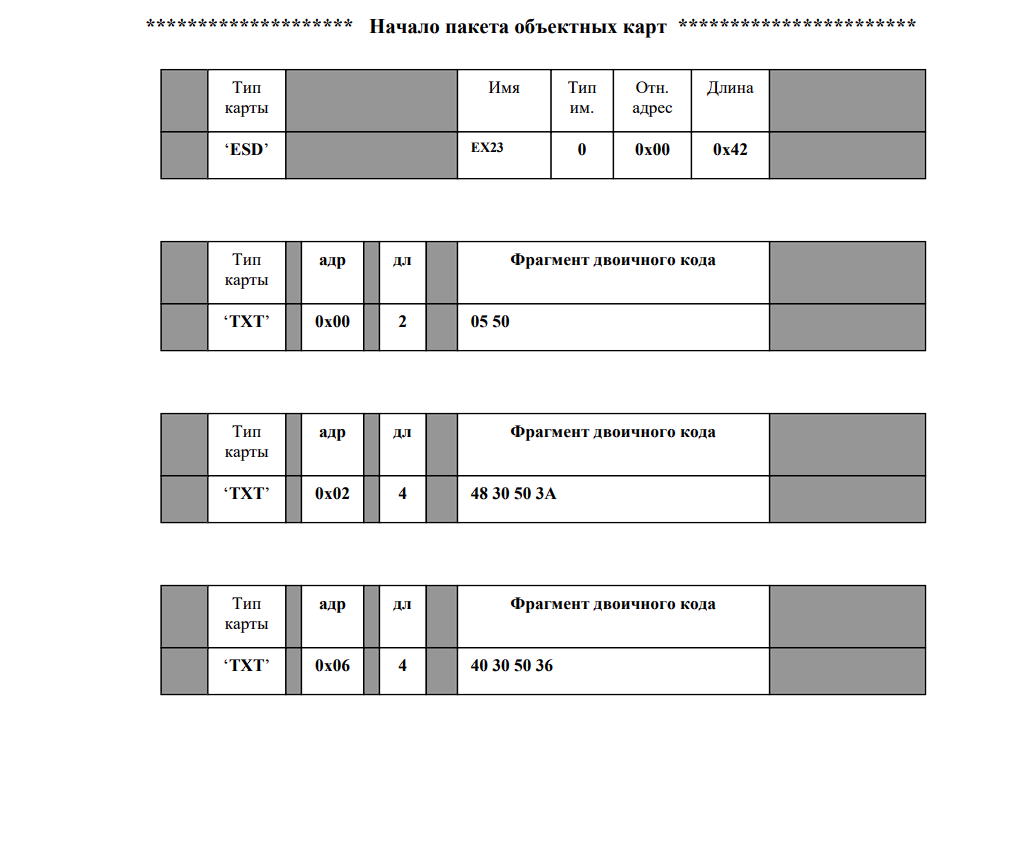 ******************** Начало пакета объектных карт ***********************
Тип карты Имя Тип им. Отн. адрес Длина
‘ESD’ EX23 0 0x00 0x42
Тип карты адр дл Фрагмент двоичного кода
‘TXT’ 0x00 2 05 50
Тип карты адр дл Фрагмент двоичного кода
‘TXT’ 0x02 4 48 30 50 3A
Тип карты адр дл Фрагмент двоичного кода
‘TXT’ 0x06 4 40 30 50 36